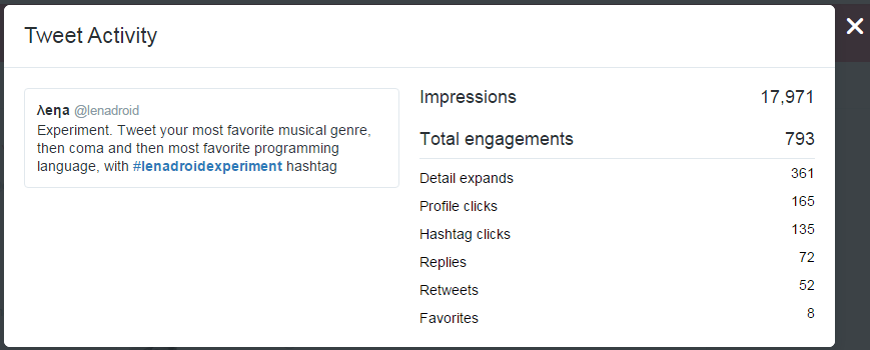 Tweet Activity
λeηa @lenadroid
Experiment. Tweet your most favorite musical genre,
then coma and then most favorite programming
language, with #lenadroidexperiment hashtag
Impressions 17,971
Total engagements 793
Detail expands 361
Profile clicks 165
Hashtag clicks 135
Replies 72
Retweets 52
Favorites 8